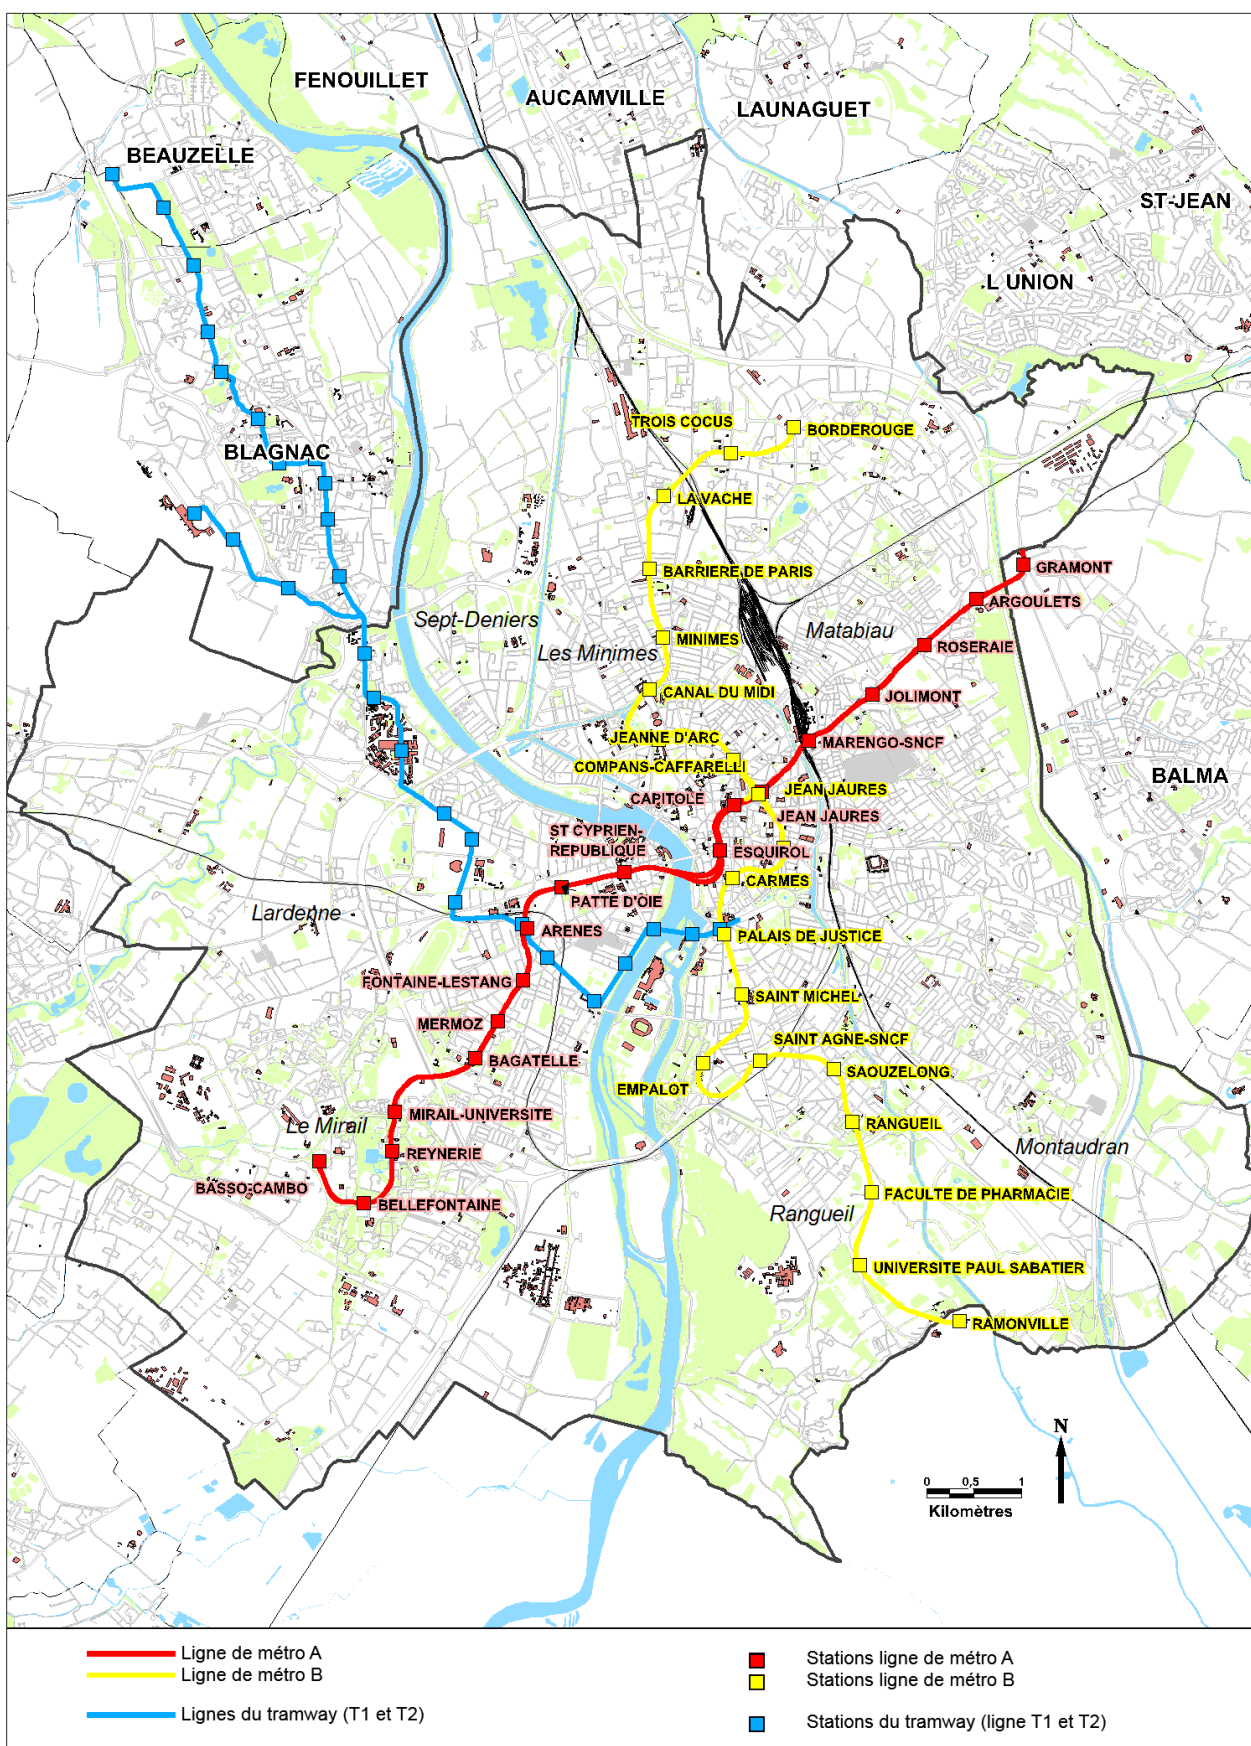 FENOUILLET
AUCAMVILLE
LAUNAGUET
BEAUZELLE
ST-JEAN
L UNION
TROIS COCUS
BORDEROUGE
BLAGNAC
LA VACHE
GRAMONT
BARRIERE DE PARIS
ARGOULETS
Sept-Deniers
Matabiau
MINIMES
ROSERAIE
Les Minimes
CANAL DU MIDI
JOLIMONT
JEANNE D'ARC
MARENGO-SNCF
COMPANS-CAFFARELLI
BALMA
JEAN JAURES
CAPITOLE
JEAN JAURES
ST CYPRIEN-
REPUBLIQUE
ESQUIROL
CARMES
PATTE D'OIE
Lardenne
ARENES
PALAIS DE JUSTICE
FONTAINE-LESTANG
SAINT MICHEL
MERMOZ
SAINT AGNE-SNCF
BAGATELLE
SAOUZELONG
EMPALOT
MIRAIL-UNIVERSITE
Le Mirail
RANGUEIL
REYNERIE
Montaudran
BASSO-CAMBO
FACULTE DE PHARMACIE
BELLEFONTAINE
Rangueil
UNIVERSITE PAUL SABATIER
RAMONVILLE
N
0 0,5 1
Kilomètres
Ligne de métro A
Ligne de métro B
Lignes du tramway (T1 et T2)
Stations ligne de métro A
Stations ligne de métro B
Stations du tramway (ligne T1 et T2)